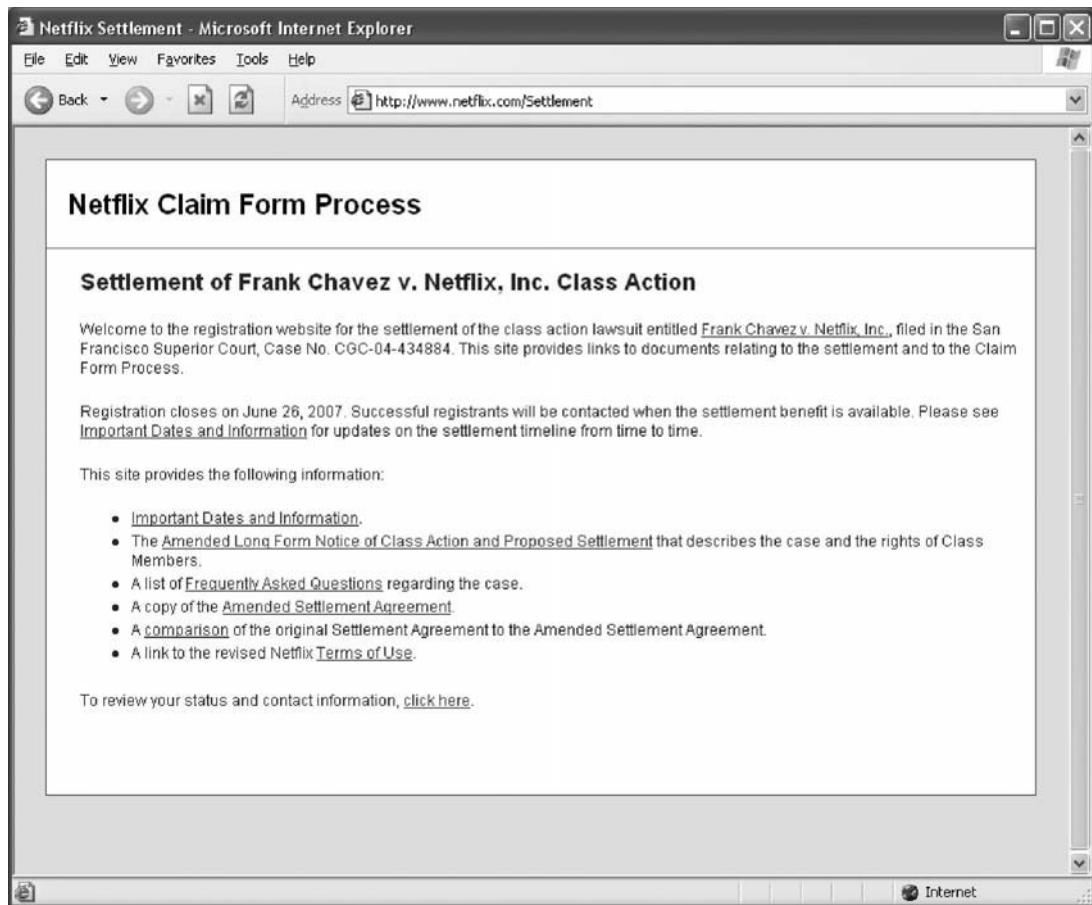 Netflix Settlement - Microsoft Internet Explorer
File Edit View Favorites Tools Help
Back Address http://www.netflix.com/Settlement
Netflix Claim Form Process
Settlement of Frank Chavez v. Netflix, Inc. Class Action
Welcome to the registration website for the settlement of the class action lawsuit entitled Frank Chavez v. Netflix, Inc., filed in the San
Francisco Superior Court, Case No. CGC-04-434884. This site provides links to documents relating to the settlement and to the Claim
Form Process.
Registration closes on June 26, 2007. Successful registrants will be contacted when the settlement benefit is available. Please see
Important Dates and Information for updates on the settlement timeline from time to time.
This site provides the following information:
• Important Dates and Information.
• The Amended Long Form Notice of Class Action and Proposed Settlement that describes the case and the rights of Class
Members.
• A list of Frequently Asked Questions regarding the case.
• A copy of the Amended Settlement Agreement.
• A comparison of the original Settlement Agreement to the Amended Settlement Agreement.
• A link to the revised Netflix Terms of Use.
To review your status and contact information, click here.
Internet